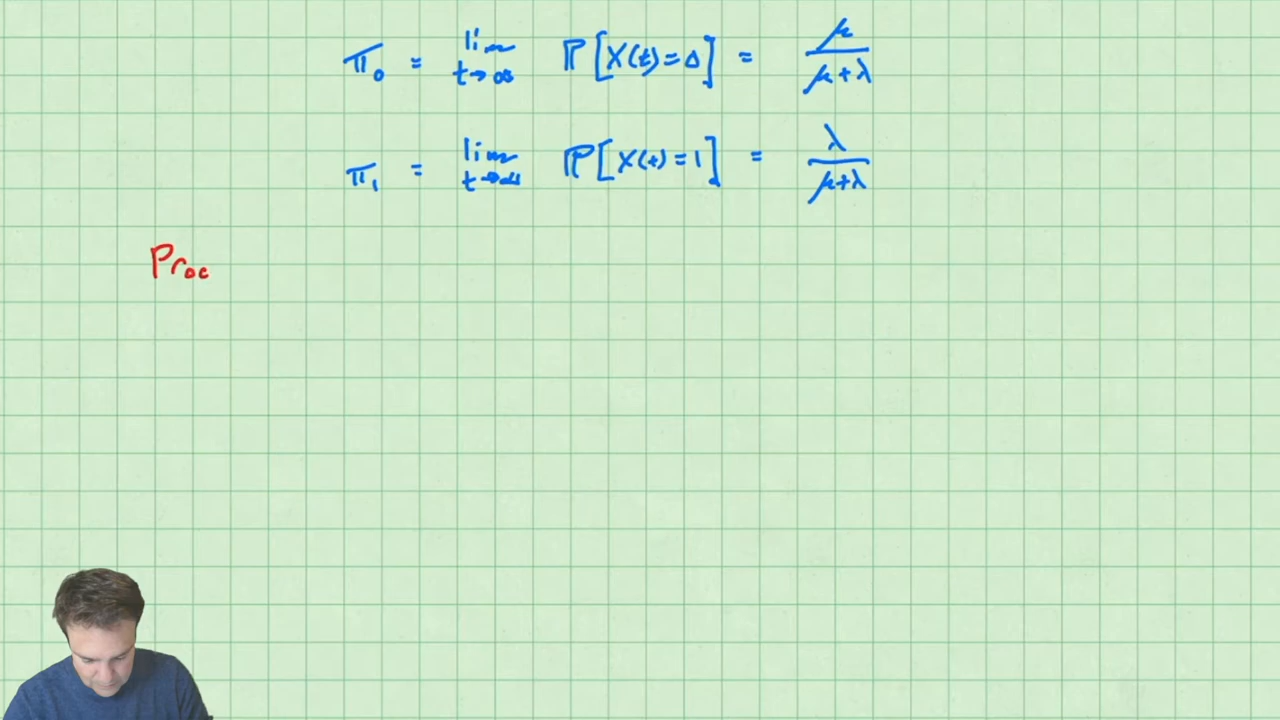 π₀ = lim t→∞ ℙ[X(t)=0] = μ/(μ+λ)
π₁ = lim t→∞ ℙ[X(t)=1] = λ/(μ+λ)
Proc